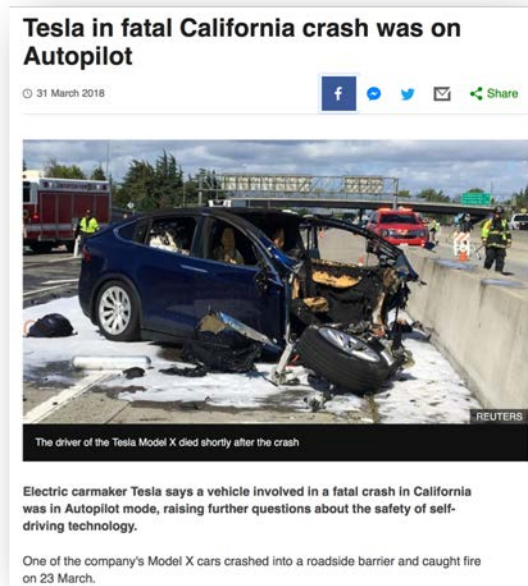 Tesla in fatal California crash was on
Autopilot
31 March 2018
Share
REUTERS
The driver of the Tesla Model X died shortly after the crash
Electric carmaker Tesla says a vehicle involved in a fatal crash in California
was in Autopilot mode, raising further questions about the safety of self-
driving technology.
One of the company's Model X cars crashed into a roadside barrier and caught fire
on 23 March.